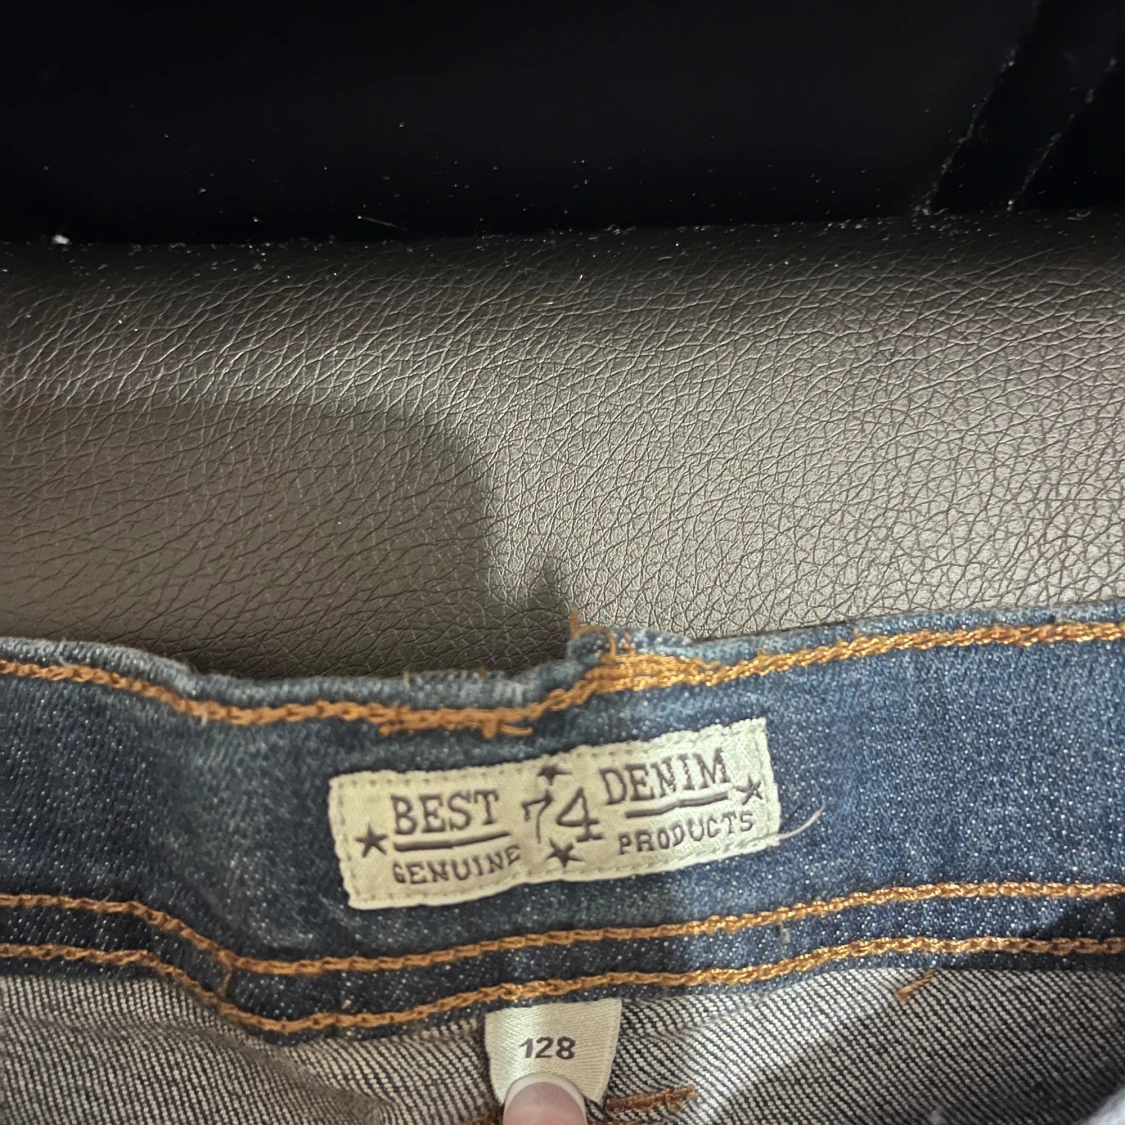 BEST 74 DENIM
GENUINE PRODUCTS
128